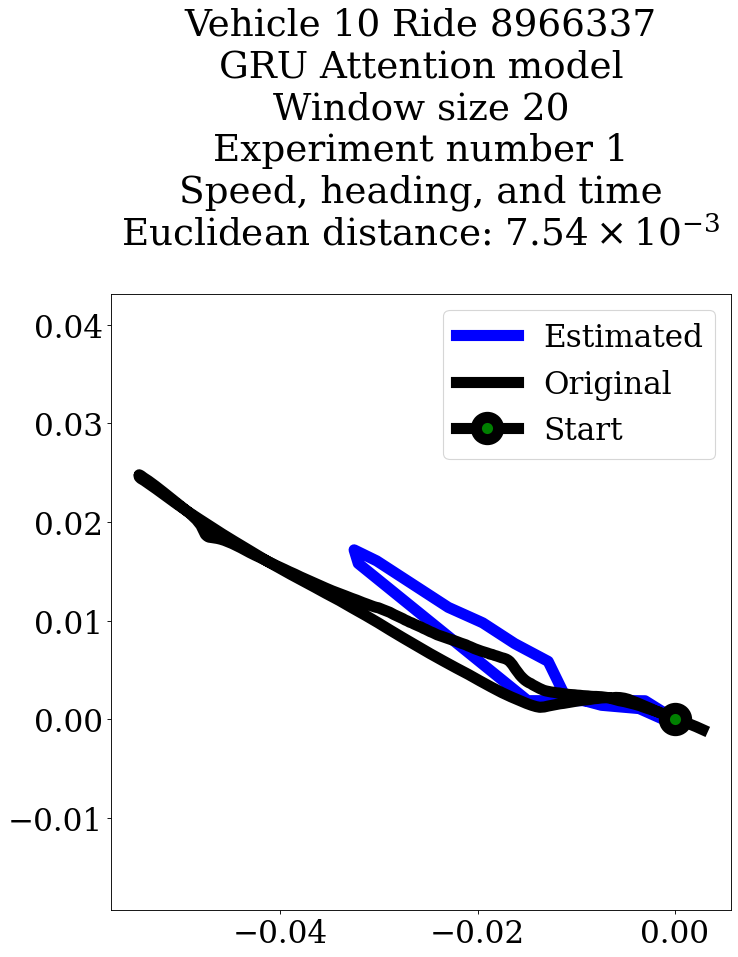 Vehicle 10 Ride 8966337
GRU Attention model
Window size 20
Experiment number 1
Speed, heading, and time
Euclidean distance: 7.54 × 10⁻³
Estimated
Original
Start
0.04
0.03
0.02
0.01
0.00
−0.01
−0.04
−0.02
0.00